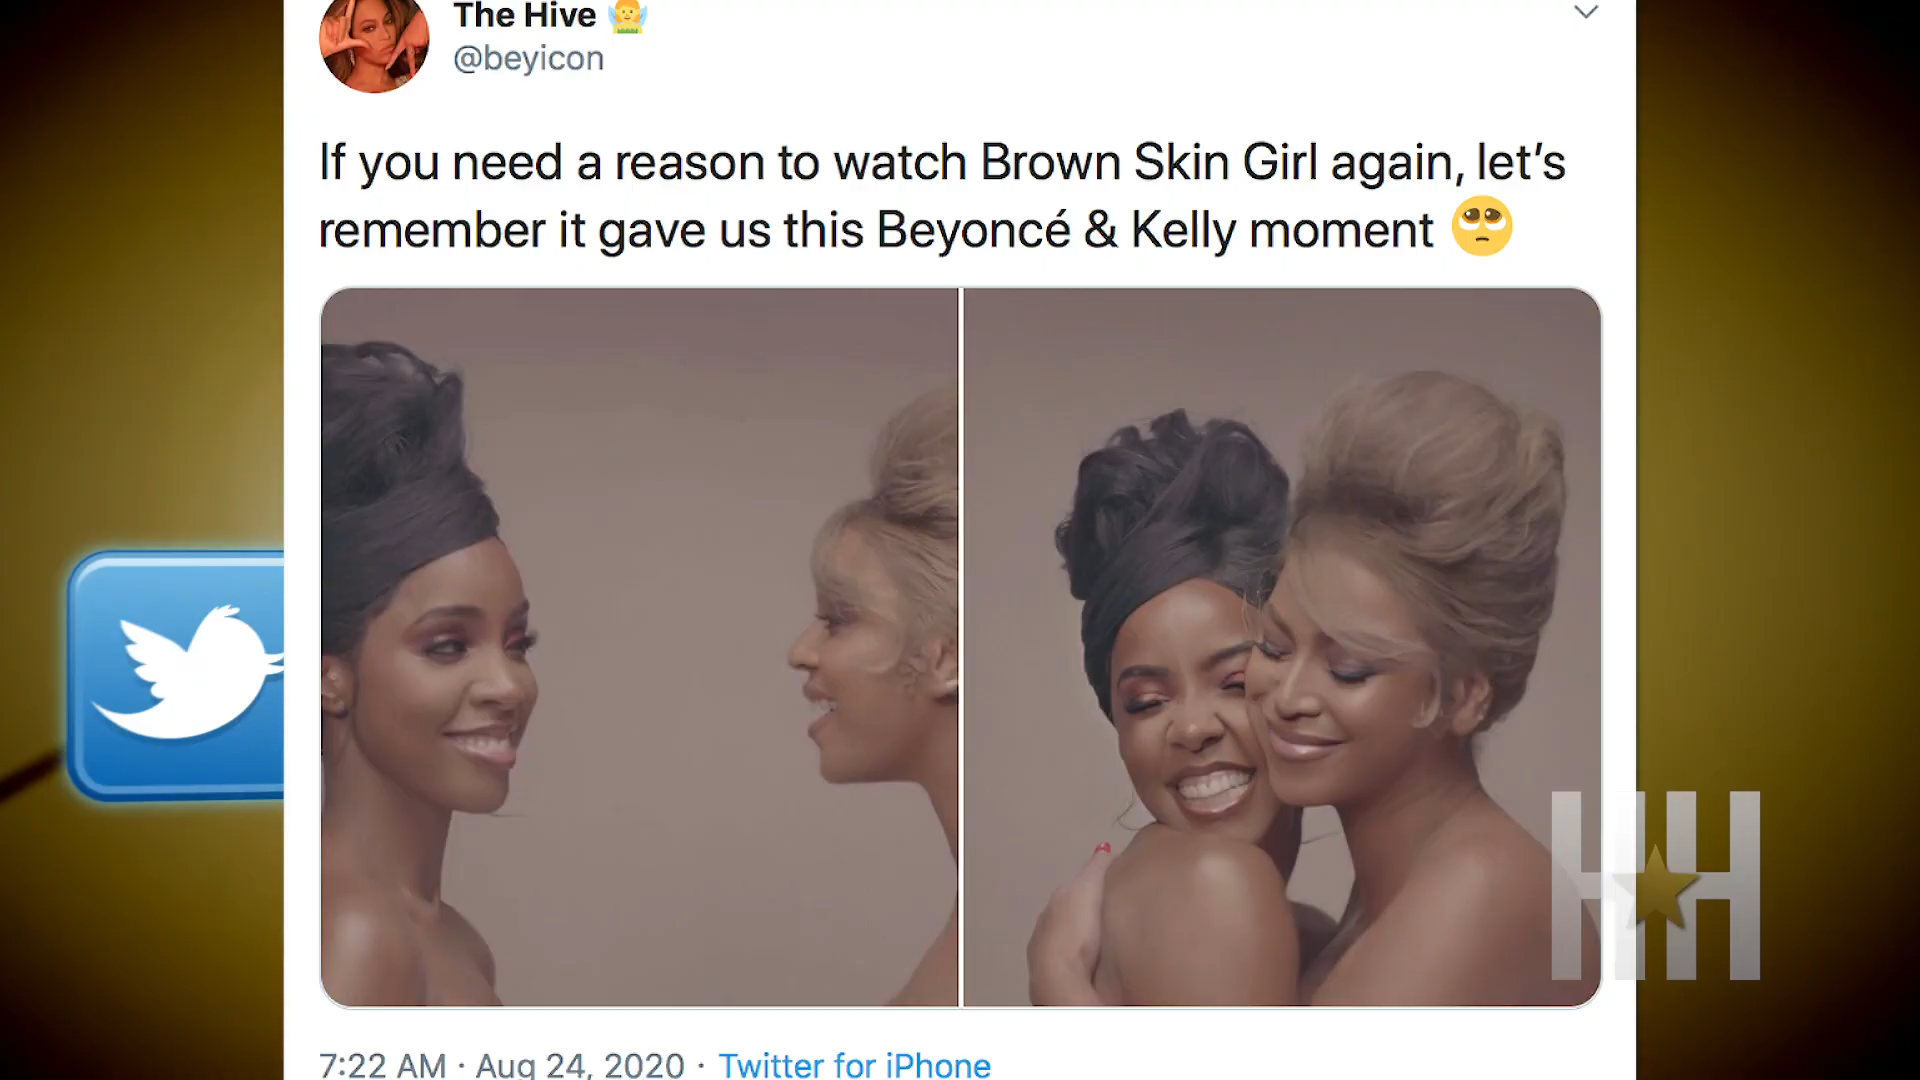 The Hive
@beyicon
If you need a reason to watch Brown Skin Girl again, let’s
remember it gave us this Beyoncé & Kelly moment 🥺
HH
7:22 AM · Aug 24, 2020 · Twitter for iPhone